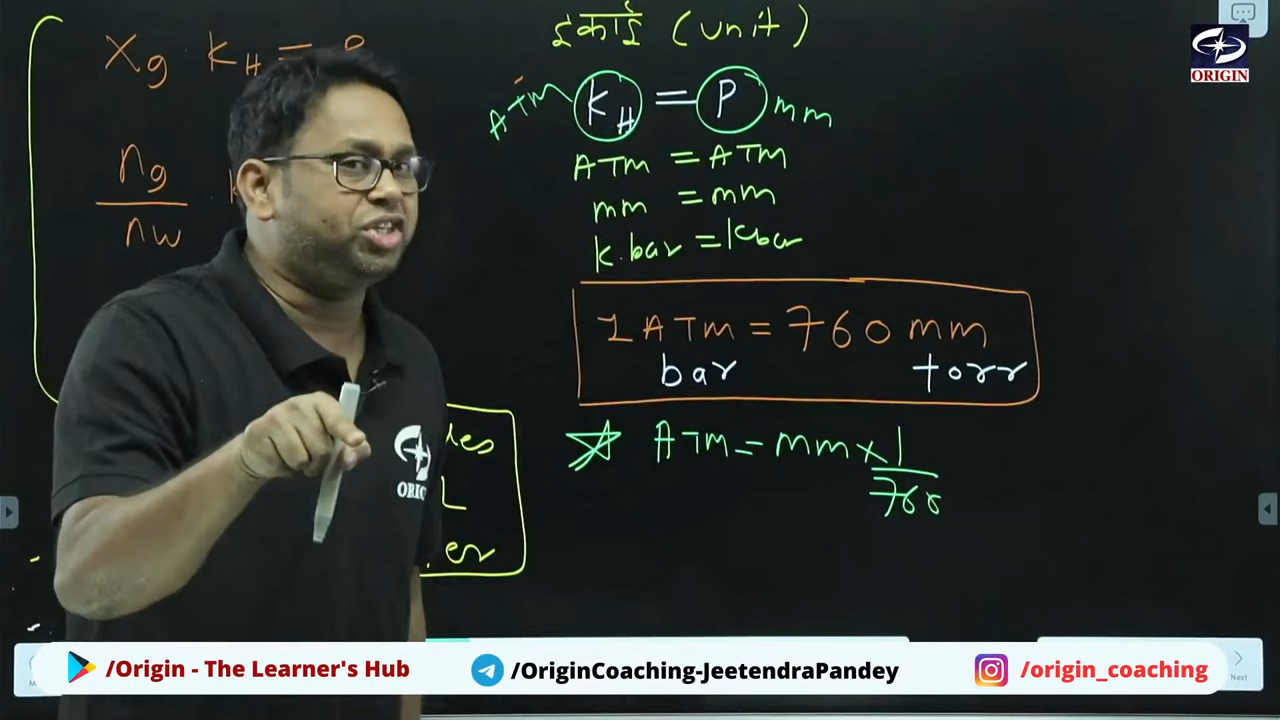 इकाई (unit)
ATM KH = P mm
ATM = ATM
mm = mm
k.bar = kbar
1 ATM = 760 mm
bar torr
ATM = mm × 1/760
xg KH =
ng
nw
L
ORIGIN
/Origin - The Learner's Hub
/OriginCoaching-JeetendraPandey
/origin_coaching
Next